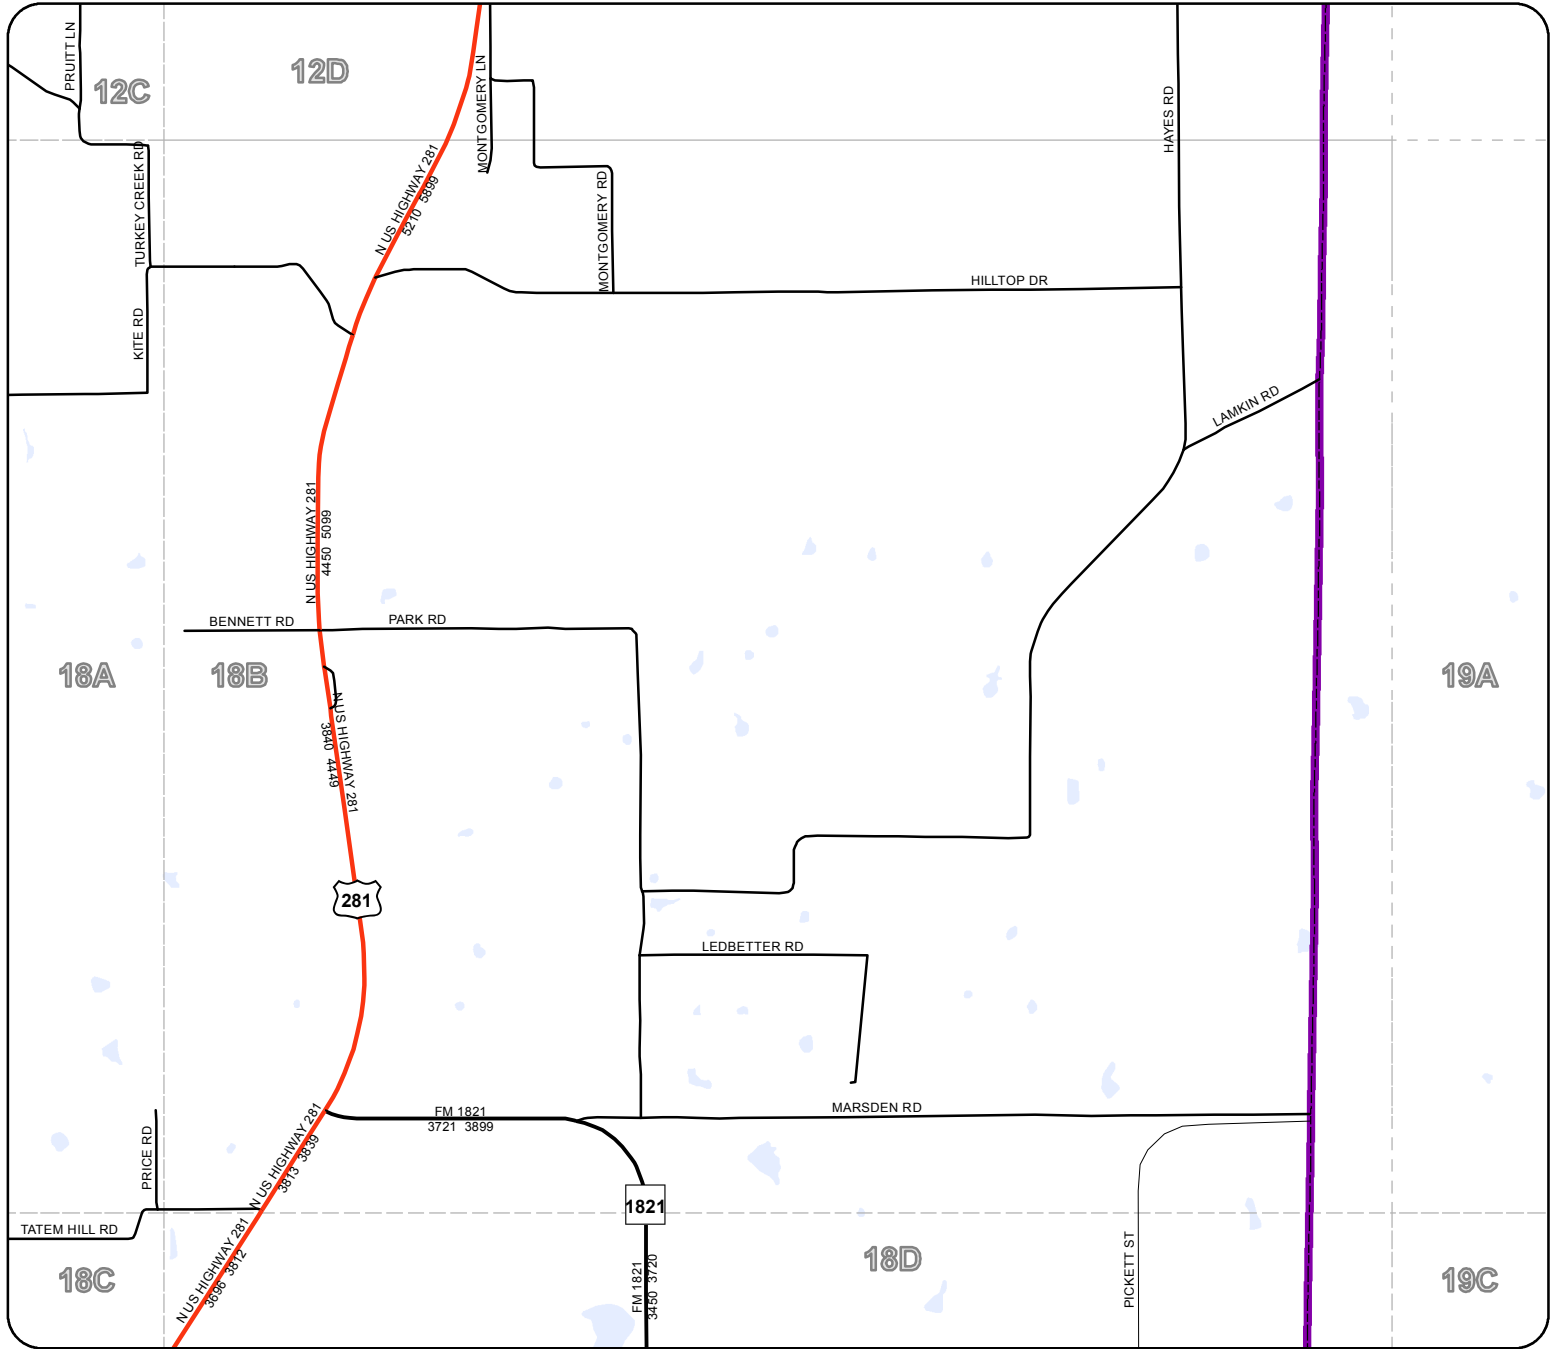 PRUITT LN
12C
12D
MONTGOMERY LN
HAYES RD
TURKEY CREEK RD
N US HIGHWAY 281
5210 5899
MONTGOMERY RD
HILLTOP DR
KITE RD
LAMKIN RD
N US HIGHWAY 281
4450 5099
BENNETT RD
PARK RD
18A
18B
19A
N US HIGHWAY 281
3840 4449
281
LEDBETTER RD
MARSDEN RD
FM 1821
3721 3899
PRICE RD
N US HIGHWAY 281
3813 3839
1821
TATEM HILL RD
N US HIGHWAY 281
3696 3812
18C
FM 1821
3450 3720
18D
PICKETT ST
19C